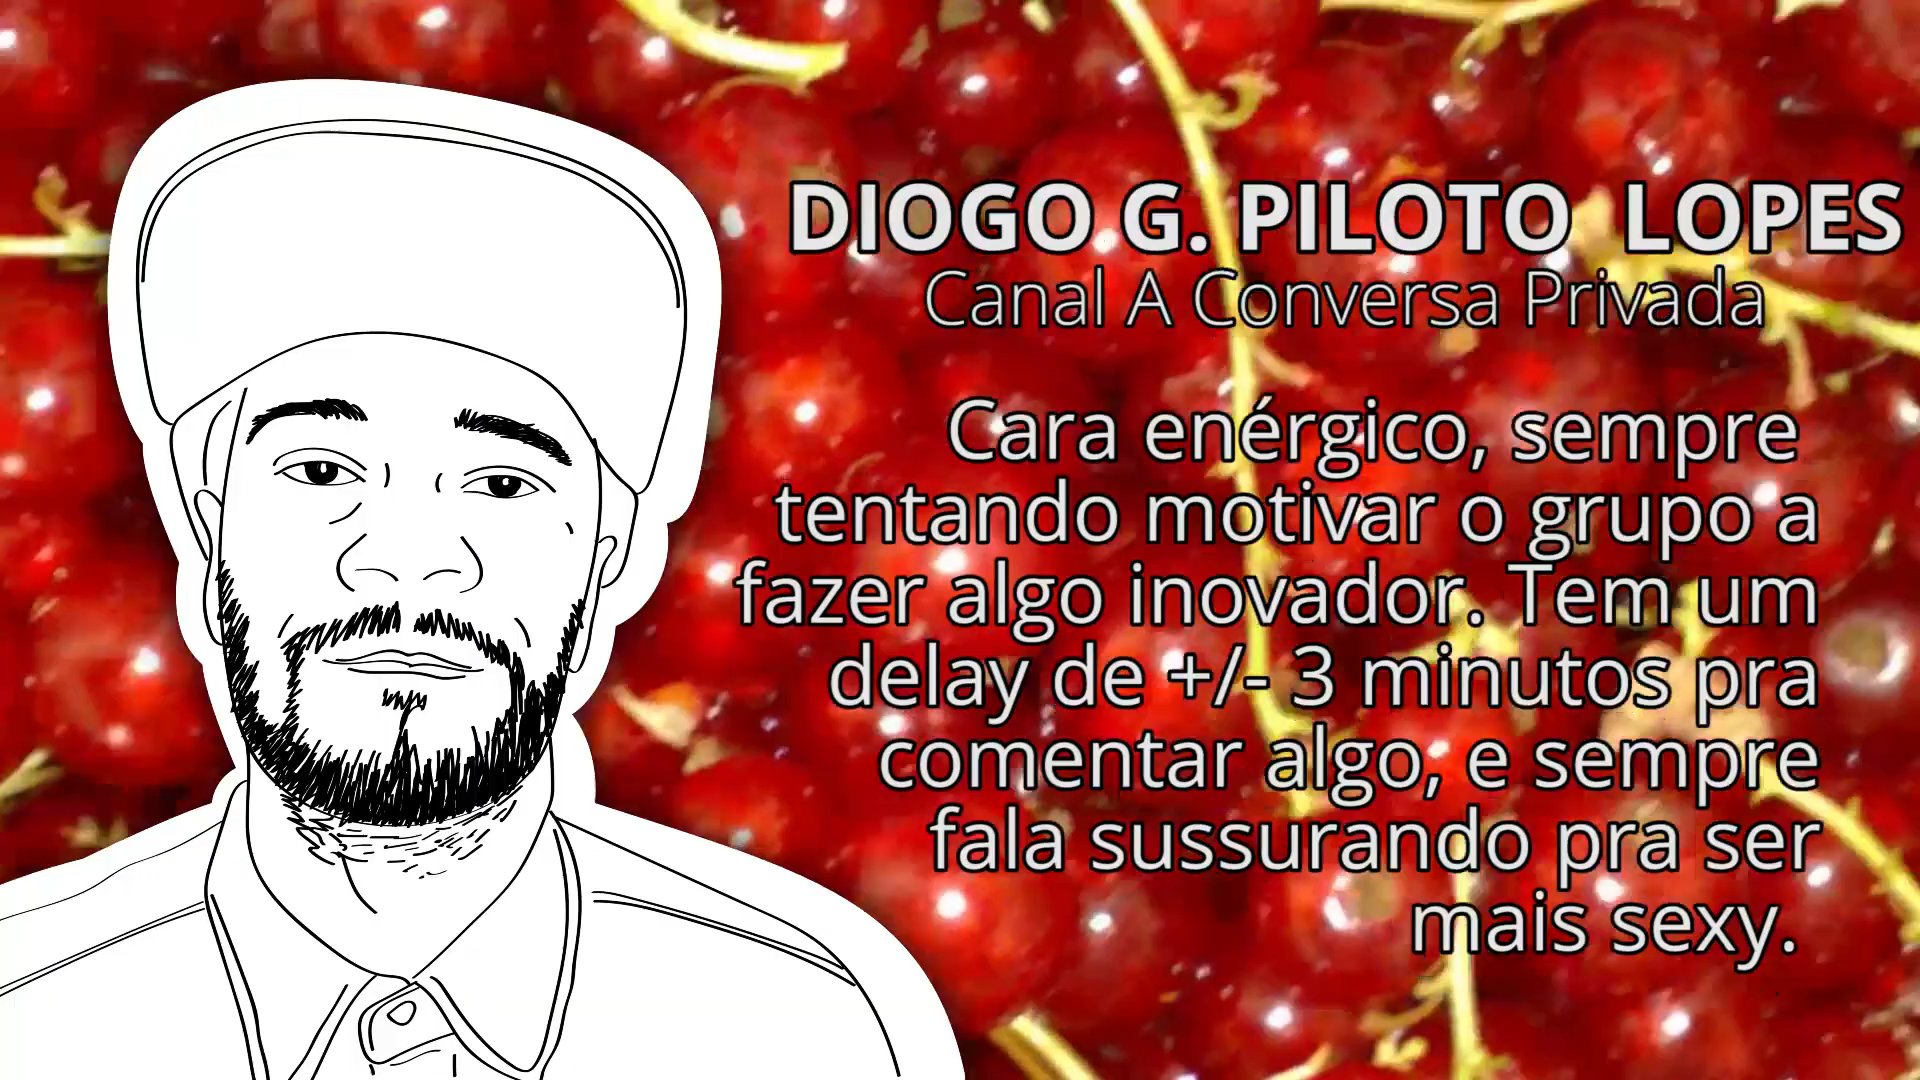 DIOGO G. PILOTO  LOPES
Canal A Conversa Privada
Cara enérgico, sempre
tentando motivar o grupo a
fazer algo inovador. Tem um
delay de +/- 3 minutos pra
comentar algo, e sempre
fala sussurando pra ser
mais sexy.